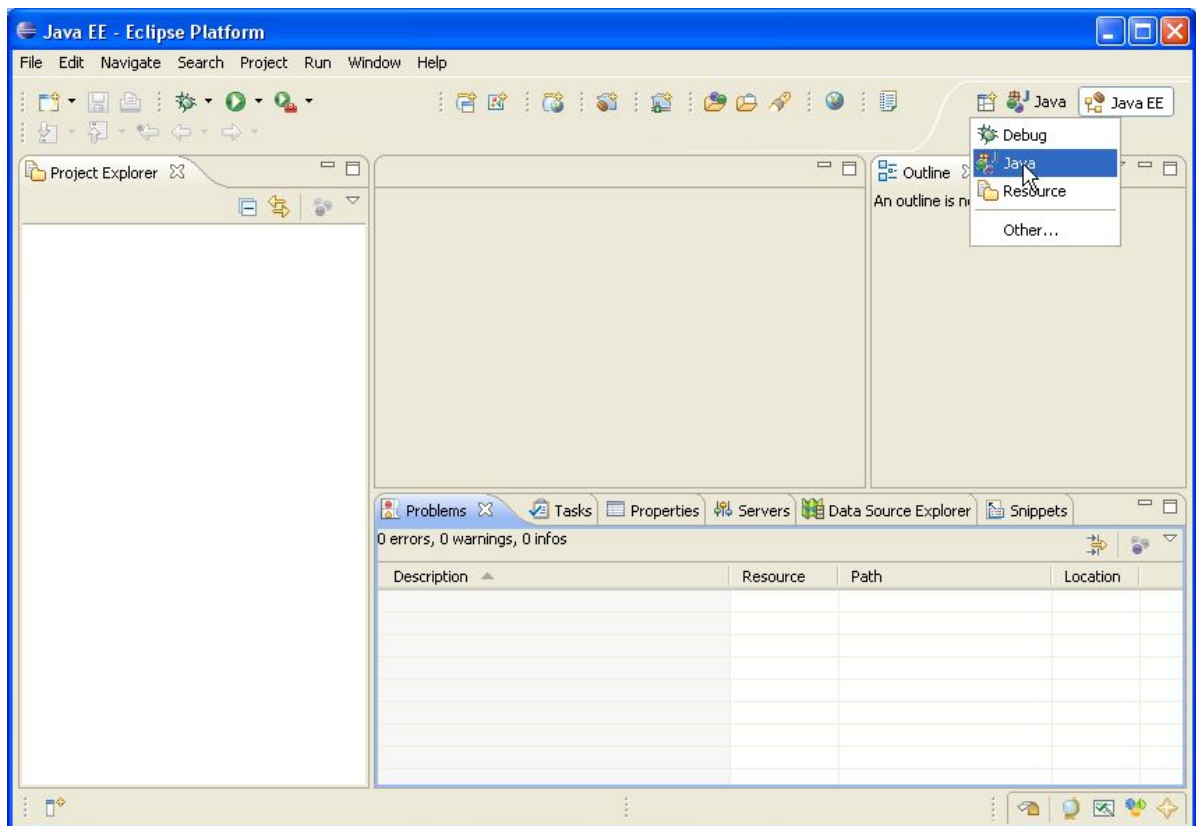 Java EE - Eclipse Platform
File Edit Navigate Search Project Run Window Help
Java Java EE
Debug
Java
Resource
Other...
Project Explorer
Outline
An outline is n
Problems Tasks Properties Servers Data Source Explorer Snippets
0 errors, 0 warnings, 0 infos
Description Resource Path Location